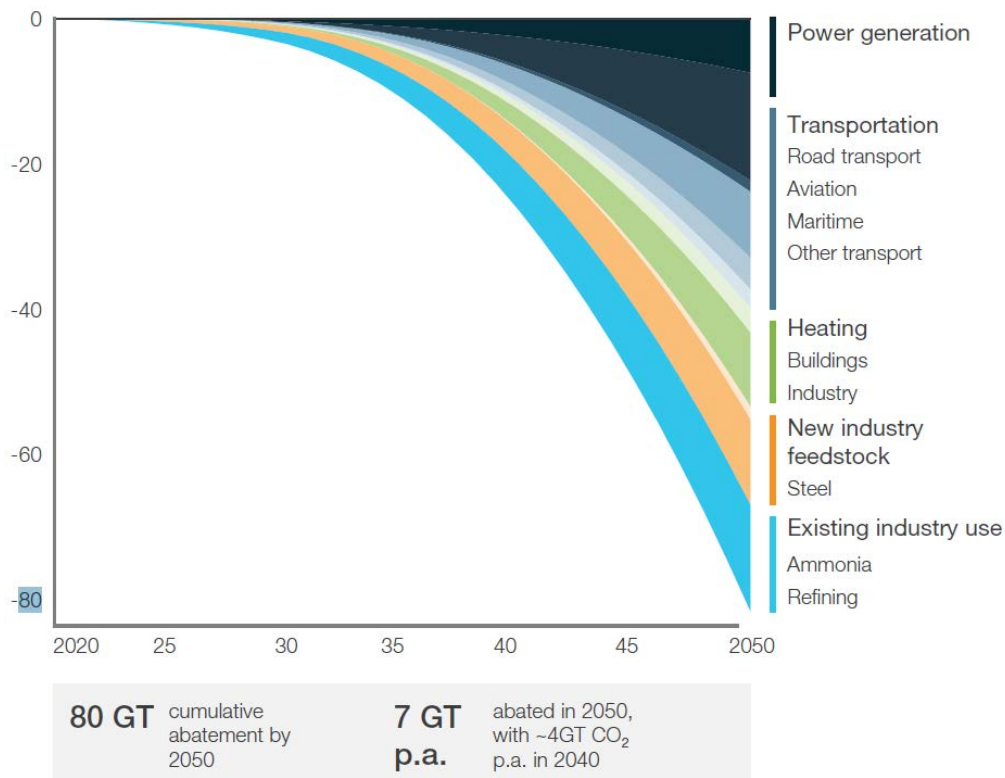 0
-20
-40
-60
-80
2020 25 30 35 40 45 2050
Power generation
Transportation
Road transport
Aviation
Maritime
Other transport
Heating
Buildings
Industry
New industry
feedstock
Steel
Existing industry use
Ammonia
Refining
80 GT
cumulative
abatement by
2050
7 GT
p.a.
abated in 2050,
with ~4GT CO₂
p.a. in 2040